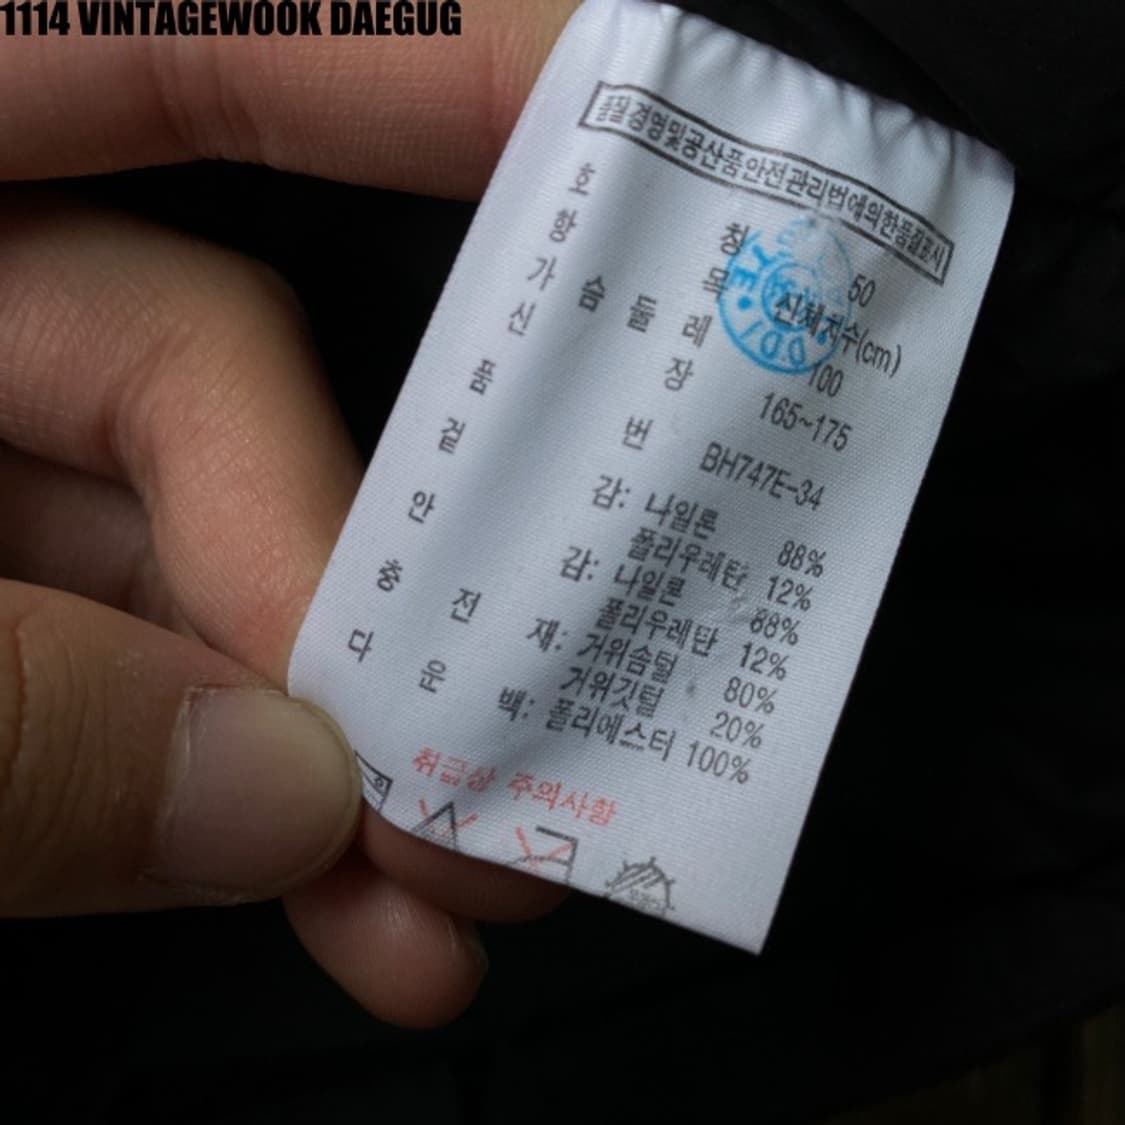 1114 VINTAGEWOOK DAEGUG
품질경영및공산품안전관리법에의한품질표시
호 칭 50
항 목 신체치수(cm)
가 슴 둘 레 100
신 장 165~175
품 번 BH747E-34
겉 감: 나일론 88%
폴리우레탄 12%
안 감: 나일론 88%
폴리우레탄 12%
충 전 재: 거위솜털 80%
거위깃털 20%
다 운 백: 폴리에스터 100%
취급상 주의사항